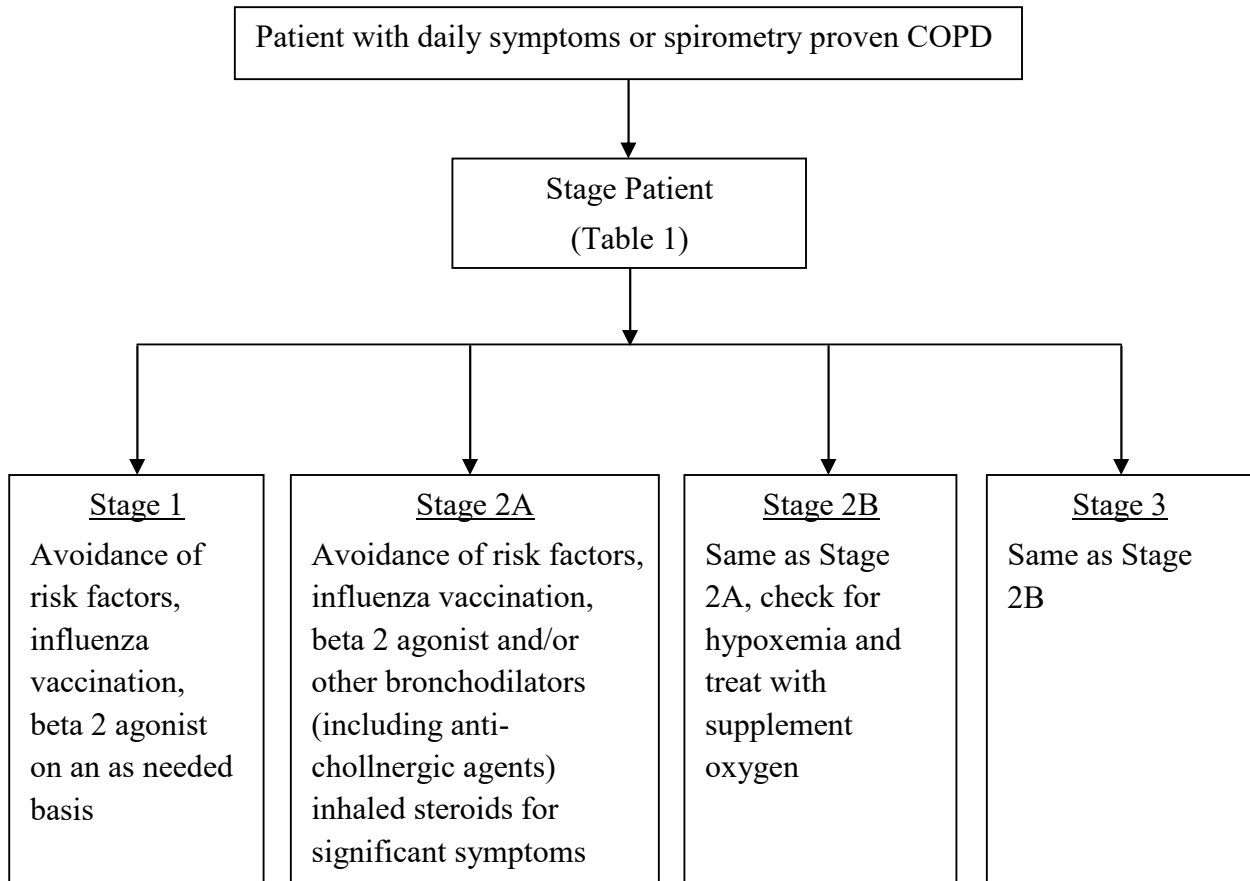 Patient with daily symptoms or spirometry proven COPD
Stage Patient
(Table 1)
Stage 1
Avoidance of
risk factors,
influenza
vaccination,
beta 2 agonist
on an as needed
basis
Stage 2A
Avoidance of risk factors,
influenza vaccination,
beta 2 agonist and/or
other bronchodilators
(including anti-
chollnergic agents)
inhaled steroids for
significant symptoms
Stage 2B
Same as Stage
2A, check for
hypoxemia and
treat with
supplement
oxygen
Stage 3
Same as Stage
2B